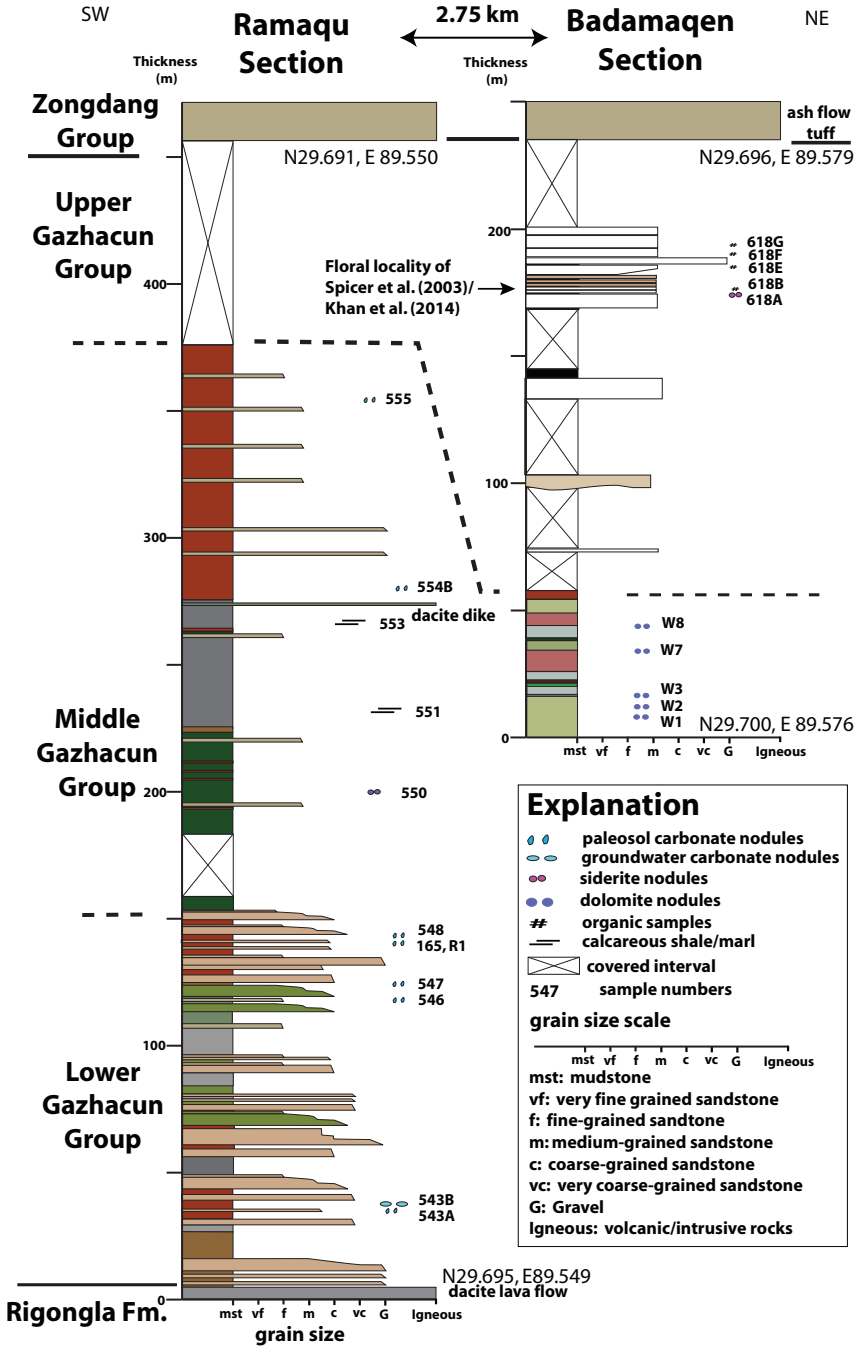 SW
Ramaqu
Section
2.75 km
Badamaqen
Section
NE
Thickness
(m)
Thickness
(m)
Zongdang
Group
ash flow
tuff
N29.691, E 89.550
N29.696, E 89.579
Upper
Gazhacun
Group
400
200
Floral locality of
Spicer et al. (2003)/
Khan et al. (2014)
618G
618F
618E
618B
618A
555
100
300
554B
dacite dike
553
W8
W7
W3
W2
W1
N29.700, E 89.576
0
mst vf f m c vc G Igneous
Middle
Gazhacun
Group
551
200
550
548
165, R1
547
546
100
Lower
Gazhacun
Group
543B
543A
N29.695, E89.549
dacite lava flow
Rigongla Fm.
0
mst vf f m c vc G Igneous
grain size
Explanation
paleosol carbonate nodules
groundwater carbonate nodules
siderite nodules
dolomite nodules
organic samples
calcareous shale/marl
covered interval
547 sample numbers
grain size scale
mst vf f m c vc G Igneous
mst: mudstone
vf: very fine grained sandstone
f: fine-grained sandtone
m: medium-grained sandstone
c: coarse-grained sandstone
vc: very coarse-grained sandstone
G: Gravel
Igneous: volcanic/intrusive rocks